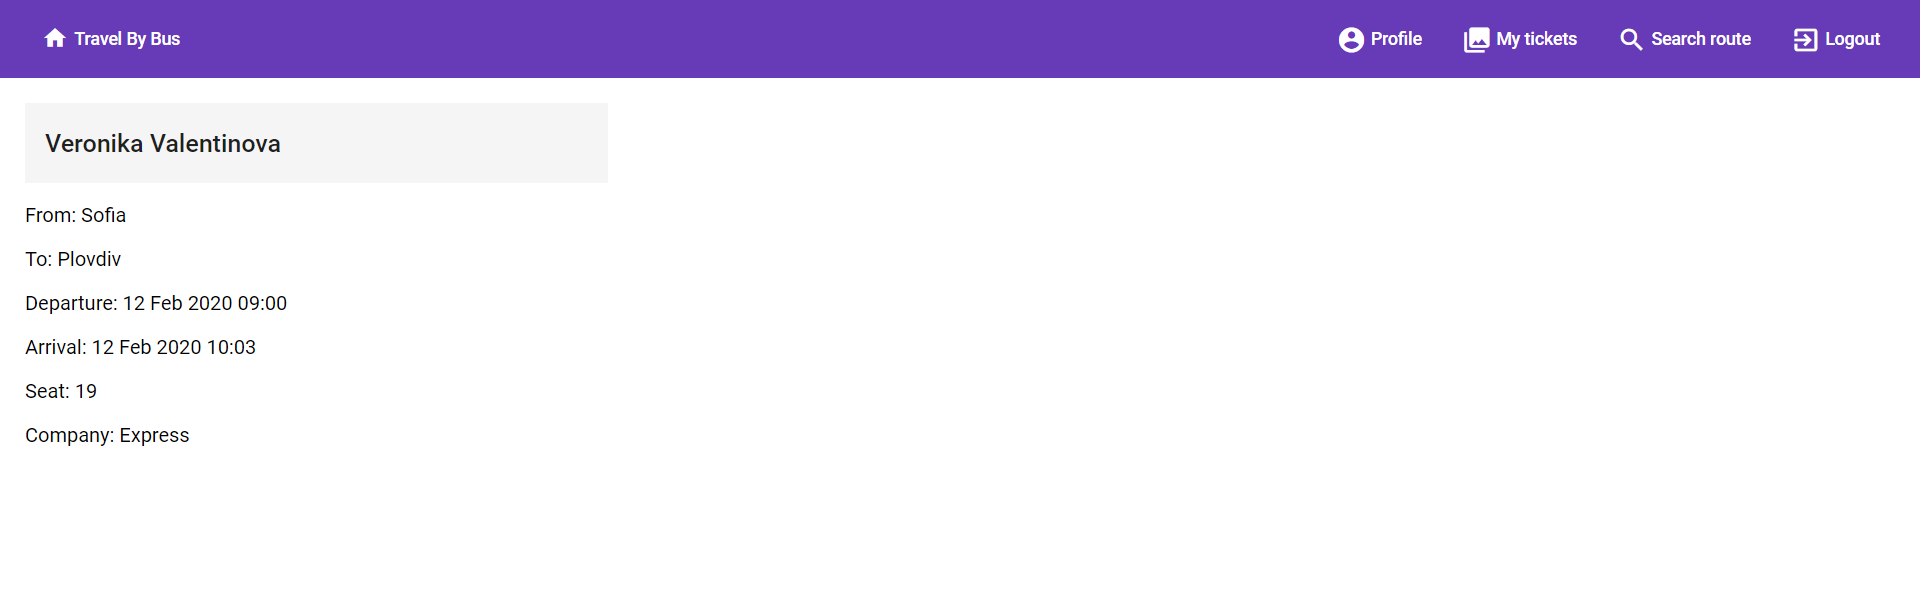 Travel By Bus Profile My tickets Search route Logout
Veronika Valentinova
From: Sofia
To: Plovdiv
Departure: 12 Feb 2020 09:00
Arrival: 12 Feb 2020 10:03
Seat: 19
Company: Express